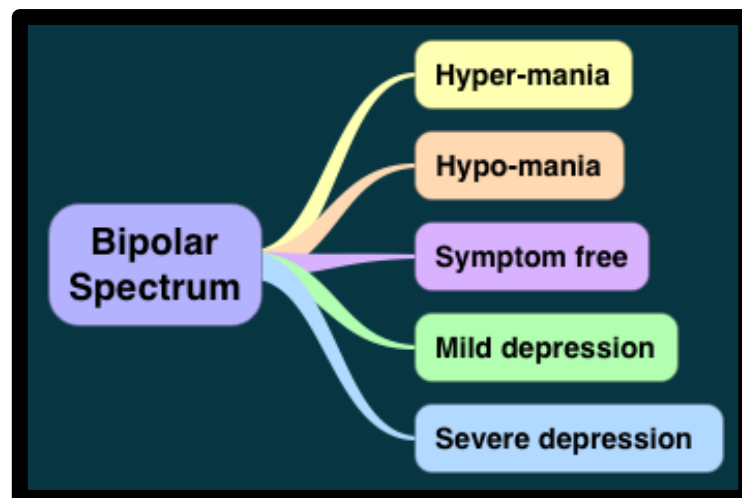 Bipolar
Spectrum
Hyper-mania
Hypo-mania
Symptom free
Mild depression
Severe depression